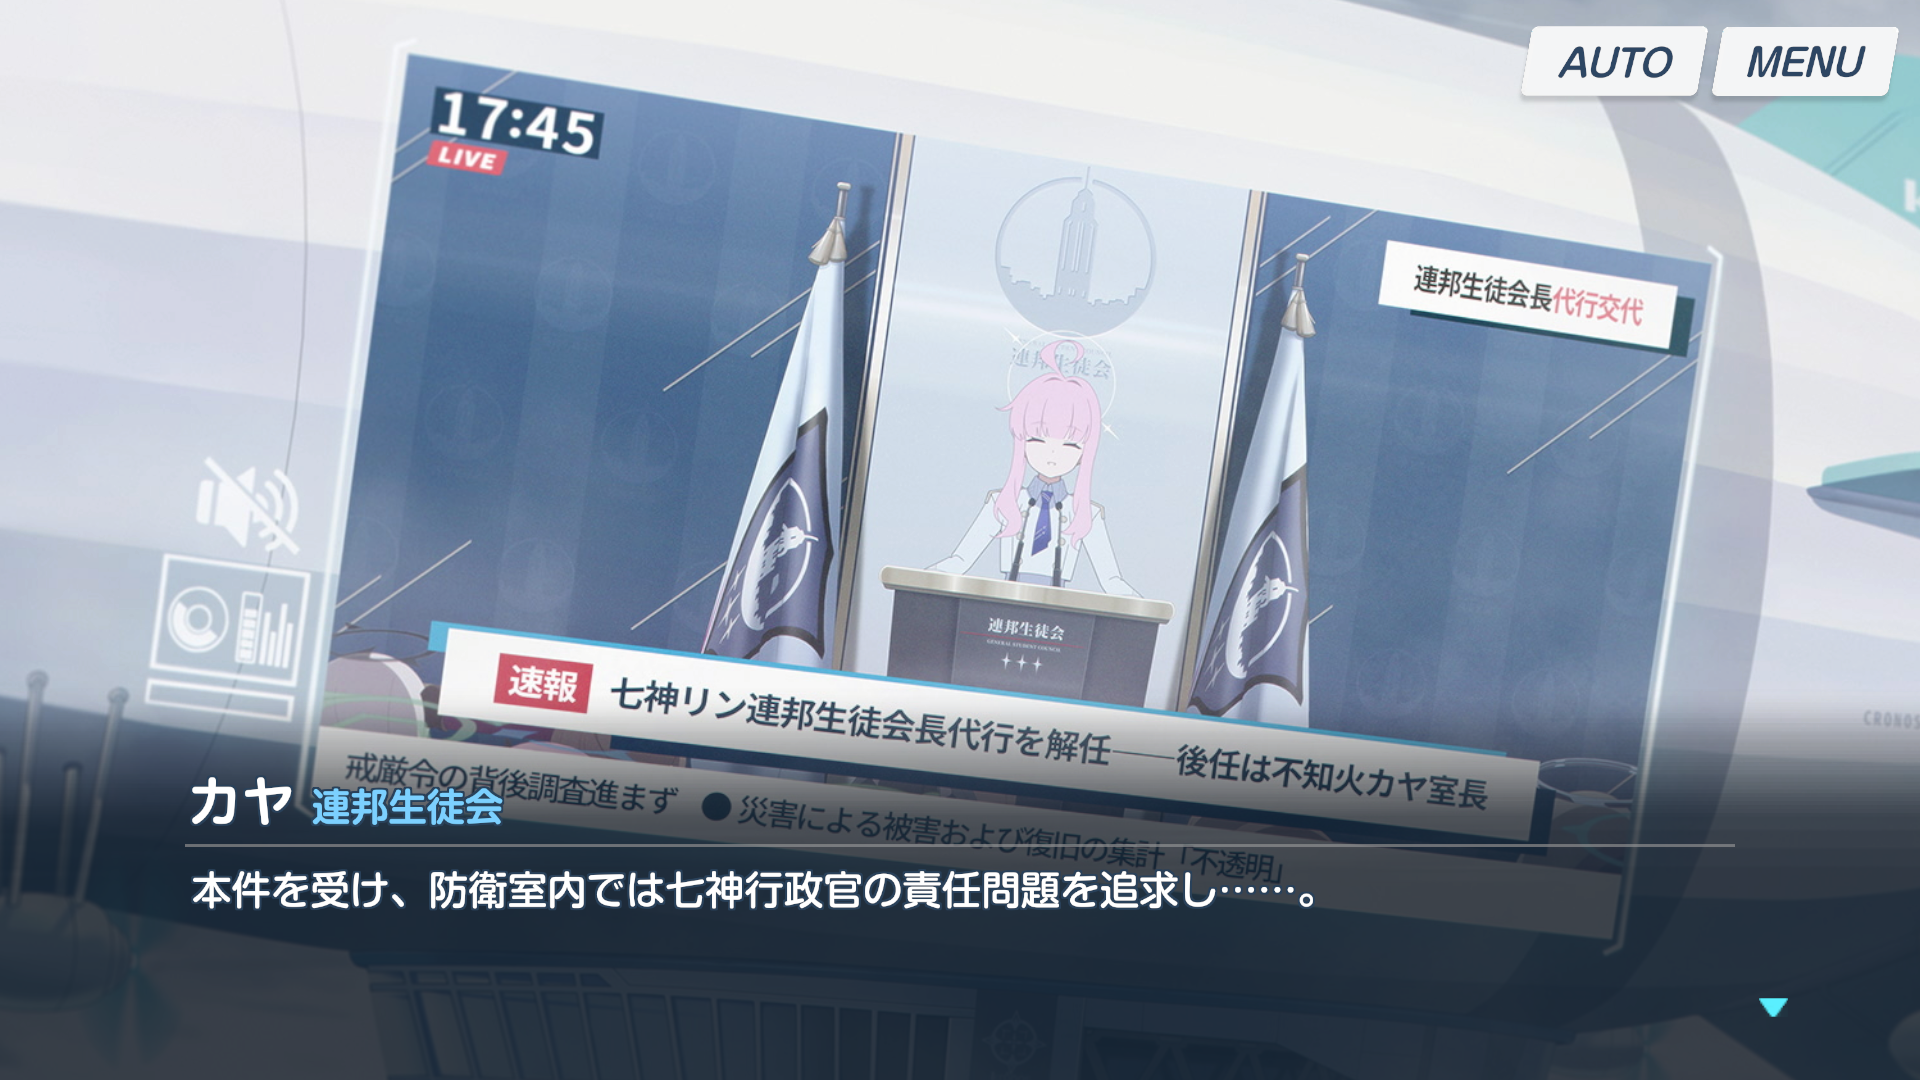 AUTO
MENU
17:45
LIVE
連邦生徒会長代行交代
連邦生徒会
連邦生徒会
GENERAL STUDENT COUNCIL
速報 七神リン連邦生徒会長代行を解任――後任は不知火カヤ室長
戒厳令の背後調査進まず ●災害による被害および復旧の集計「不透明」
CRONOS
カヤ 連邦生徒会
本件を受け、防衛室内では七神行政官の責任問題を追求し……。